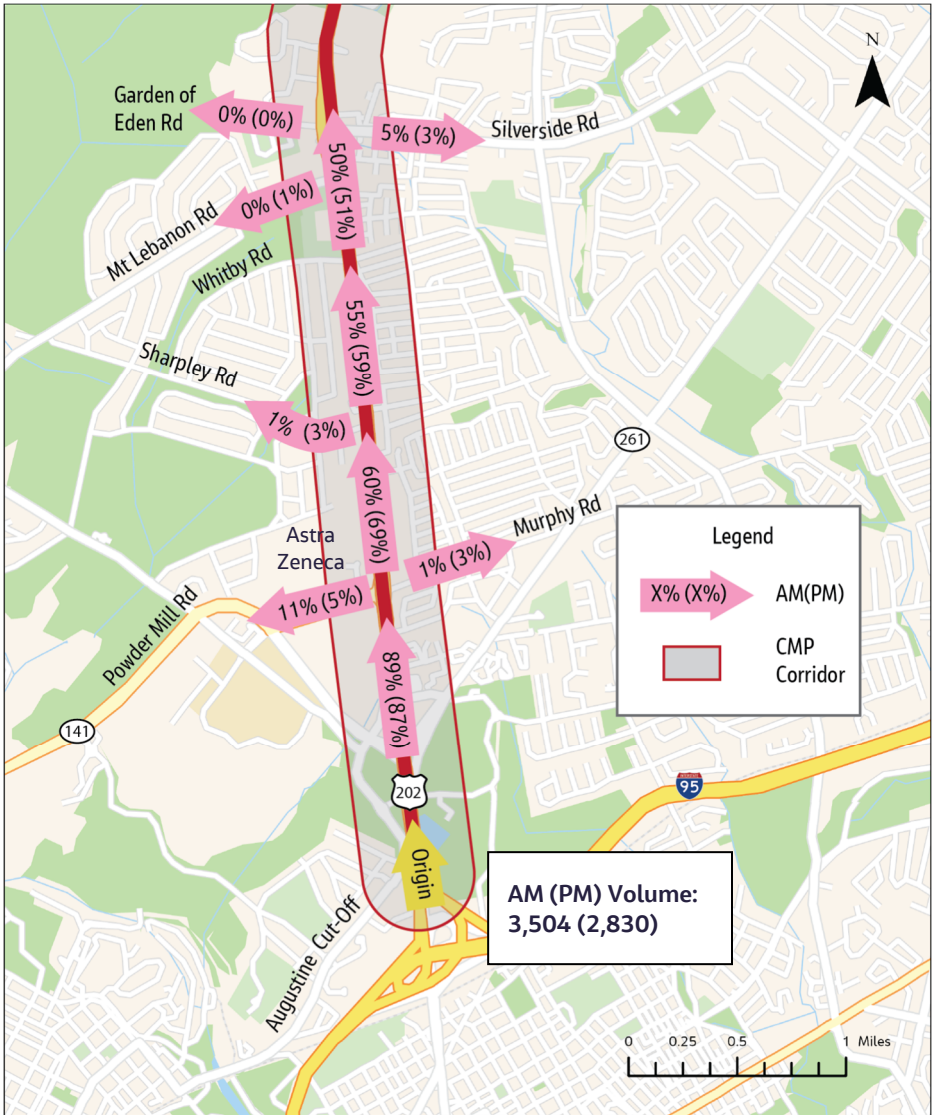 N
Garden of
Eden Rd
0% (0%)
5% (3%)
Silverside Rd
50% (51%)
0% (1%)
Mt Lebanon Rd
Whitby Rd
55% (59%)
Sharpley Rd
1% (3%)
261
60% (69%)
Murphy Rd
Astra
Zeneca
1% (3%)
11% (5%)
Powder Mill Rd
89% (87%)
141
Legend
X% (X%)
AM(PM)
CMP
Corridor
202
INTERSTATE
95
Origin
AM (PM) Volume:
3,504 (2,830)
Augustine Cut-Off
0 0.25 0.5 1 Miles